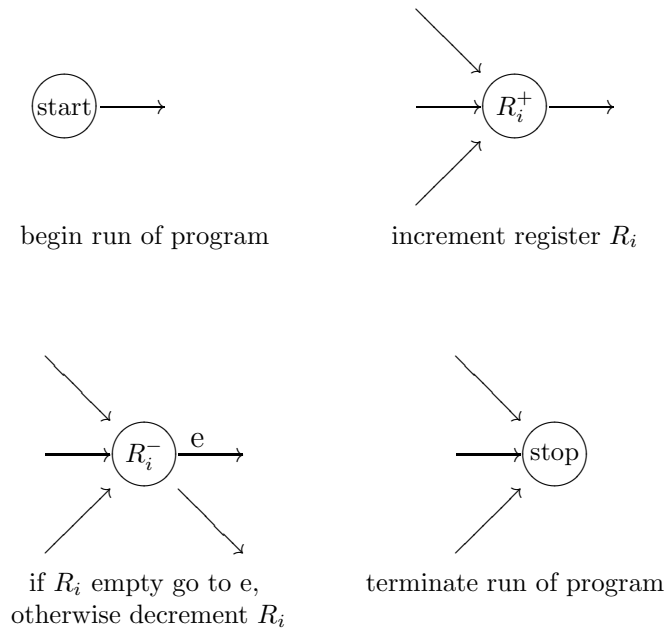 start
$R_i^+$
begin run of program
increment register $R_i$
e
$R_i^-$
stop
if $R_i$ empty go to e,
otherwise decrement $R_i$
terminate run of program